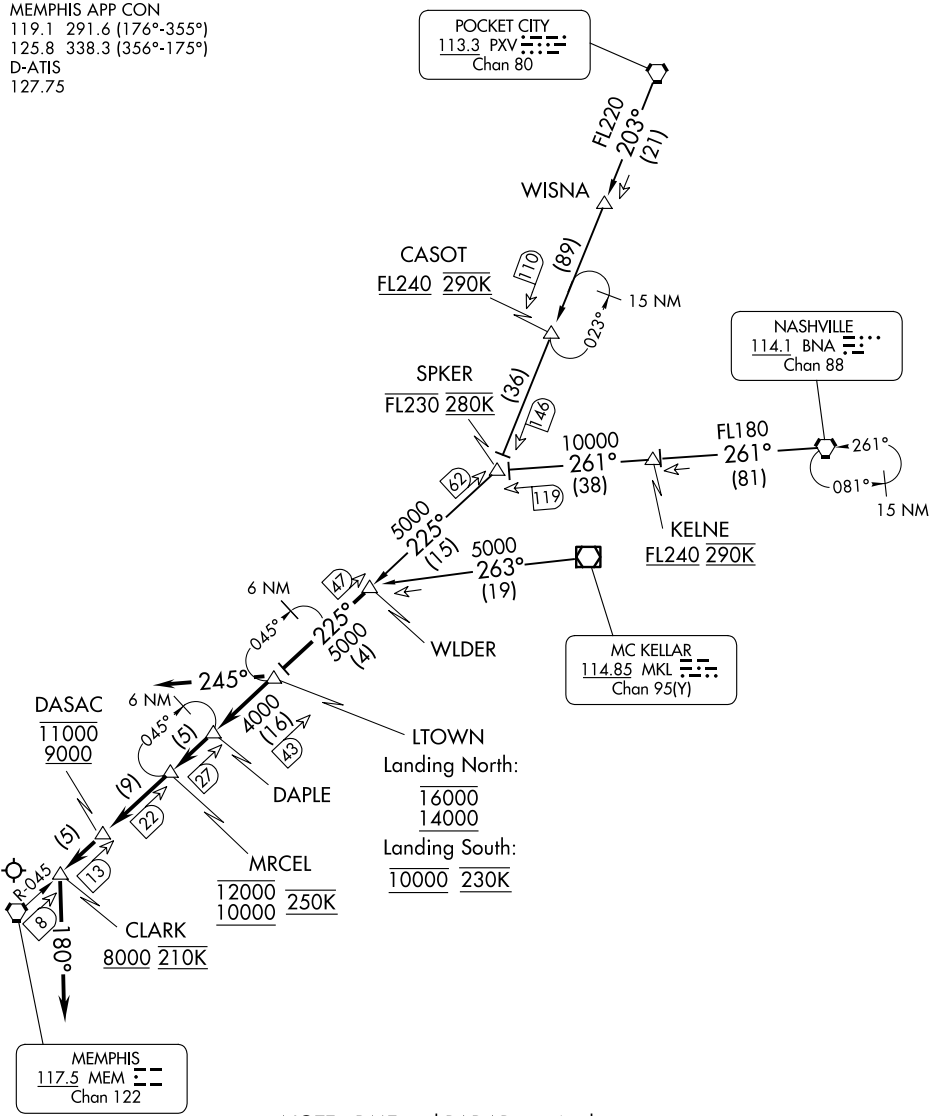 MEMPHIS APP CON
119.1 291.6 (176°-355°)
125.8 338.3 (356°-175°)
D-ATIS
127.75
POCKET CITY
113.3 PXV
Chan 80
FL220
203°
(21)
WISNA
(89)
CASOT
FL240 290K
110
15 NM
023°
NASHVILLE
114.1 BNA
Chan 88
SPKER
FL230 280K
(36)
146
10000
261°
(38)
FL180
261°
(81)
261°
081°
15 NM
62
119
KELNE
FL240 290K
5000
225°
(15)
5000
263°
(19)
47
6 NM
045°
225°
5000
(4)
WLDER
MC KELLAR
114.85 MKL
Chan 95(Y)
245°
6 NM
045°
4000
(16)
43
DASAC
11000
9000
(5)
27
LTOWN
Landing North:
16000
14000
Landing South:
10000 230K
DAPLE
(9)
22
MRCEL
12000
10000
250K
(5)
13
R-045
8
CLARK
8000 210K
180°
MEMPHIS
117.5 MEM
Chan 122